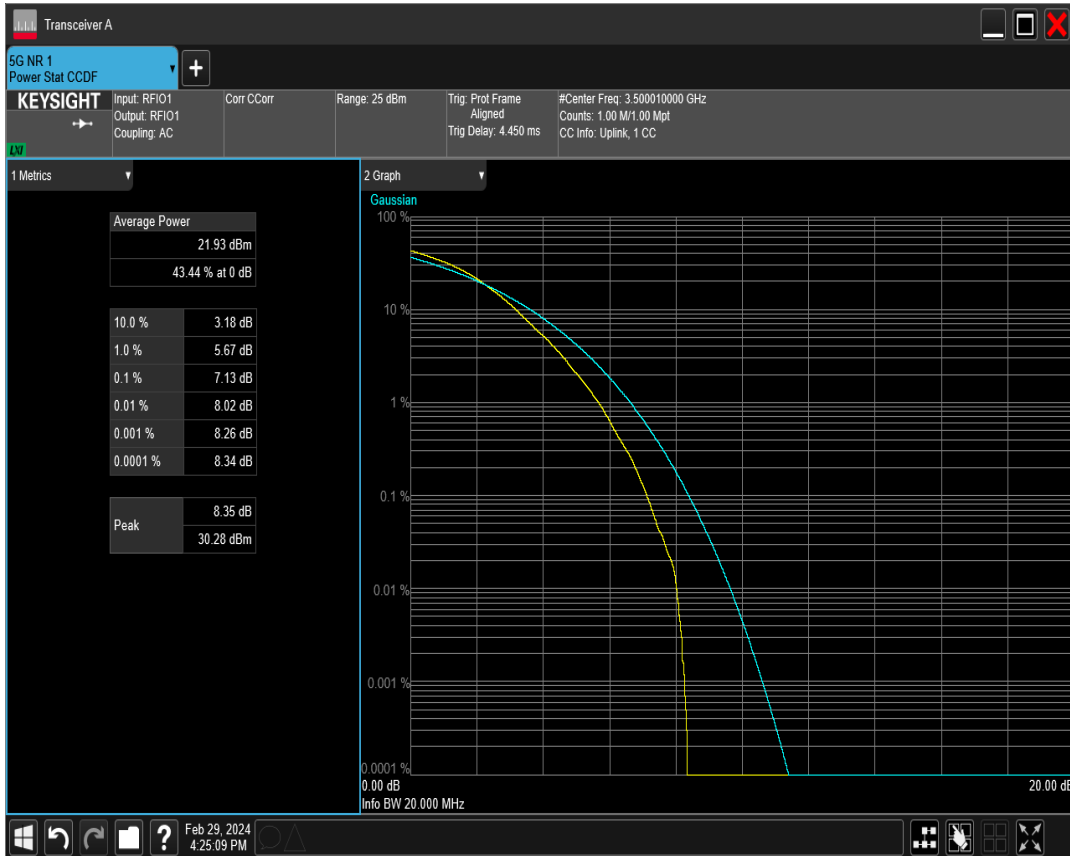 Transceiver A
5G NR 1
Power Stat CCDF
KEYSIGHT
LXI
Input: RFIO1
Output: RFIO1
Coupling: AC
Corr CCorr
Range: 25 dBm
Trig: Prot Frame
Aligned
Trig Delay: 4.450 ms
#Center Freq: 3.500010000 GHz
Counts: 1.00 M/1.00 Mpt
CC Info: Uplink, 1 CC
1 Metrics
Average Power
21.93 dBm
43.44 % at 0 dB
10.0 % 3.18 dB
1.0 % 5.67 dB
0.1 % 7.13 dB
0.01 % 8.02 dB
0.001 % 8.26 dB
0.0001 % 8.34 dB
Peak
8.35 dB
30.28 dBm
2 Graph
Gaussian
100 %
10 %
1 %
0.1 %
0.01 %
0.001 %
0.0001 %
0.00 dB 20.00 dB
Info BW 20.000 MHz
? Feb 29, 2024
4:25:09 PM